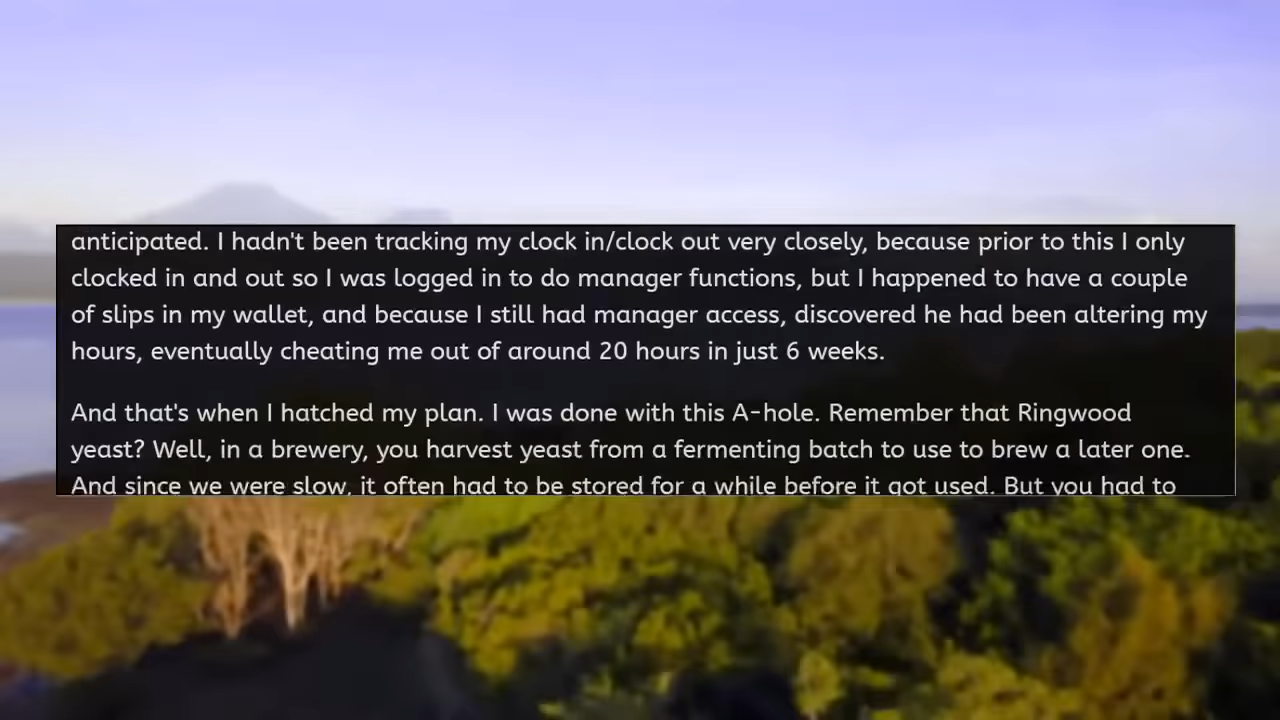 anticipated. I hadn't been tracking my clock in/clock out very closely, because prior to this I only
clocked in and out so I was logged in to do manager functions, but I happened to have a couple
of slips in my wallet, and because I still had manager access, discovered he had been altering my
hours, eventually cheating me out of around 20 hours in just 6 weeks.
And that's when I hatched my plan. I was done with this A-hole. Remember that Ringwood
yeast? Well, in a brewery, you harvest yeast from a fermenting batch to use to brew a later one.
And since we were slow, it often had to be stored for a while before it got used. But you had to